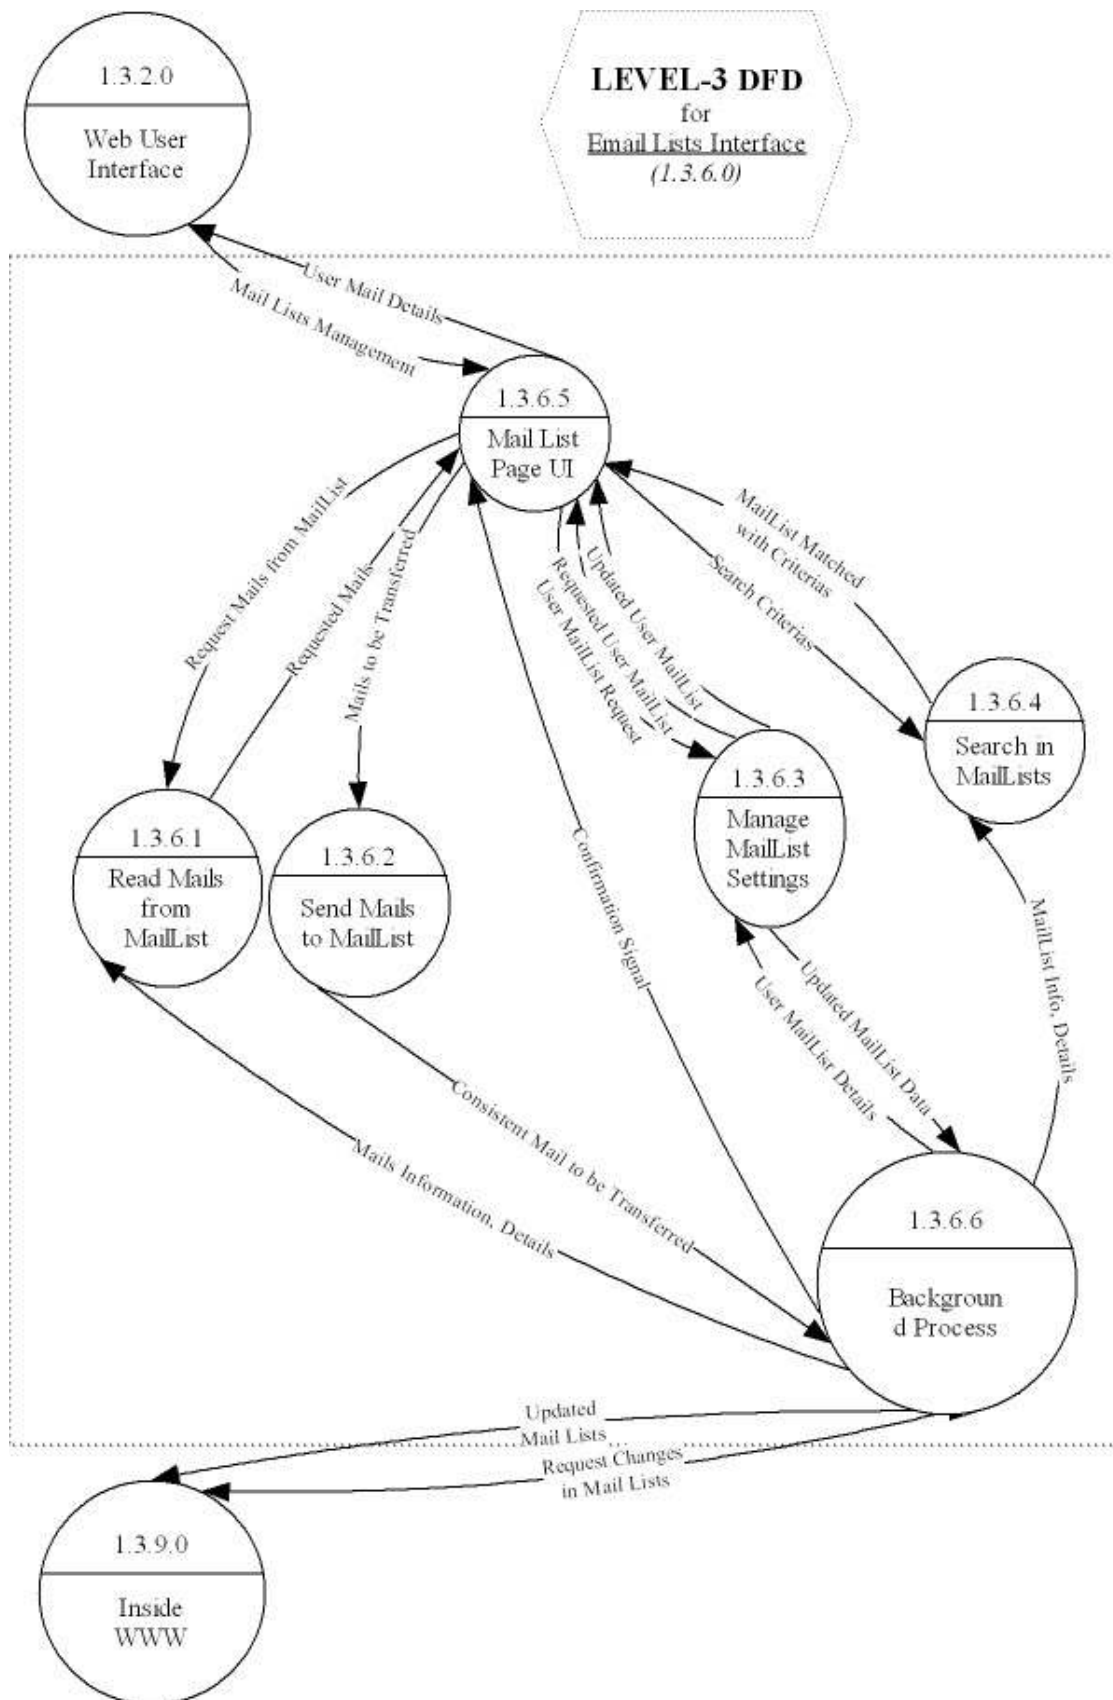 1.3.2.0
Web User
Interface
LEVEL-3 DFD
for
Email Lists Interface
(1.3.6.0)
User Mail Details
Mail Lists Management
1.3.6.5
Mail List
Page UI
Request Mails from MailList
Requested Mails
Mails to be Transferred
User MailList Request
Requested User MailList
Updated User MailList
Search Criterias
MailList Matched
with Criterias
1.3.6.4
Search in
MailLists
1.3.6.3
Manage
MailList
Settings
1.3.6.1
Read Mails
from
MailList
1.3.6.2
Send Mails
to MailList
Confirmation Signal
User MailLisr Details
Updated MailList Data
MailList Info, Details
Consistent Mail to be Transferred
Mails Information, Details
1.3.6.6
Backgroun
d Process
Updated
Mail Lists
Request Changes
in Mail Lists
1.3.9.0
Inside
WWW